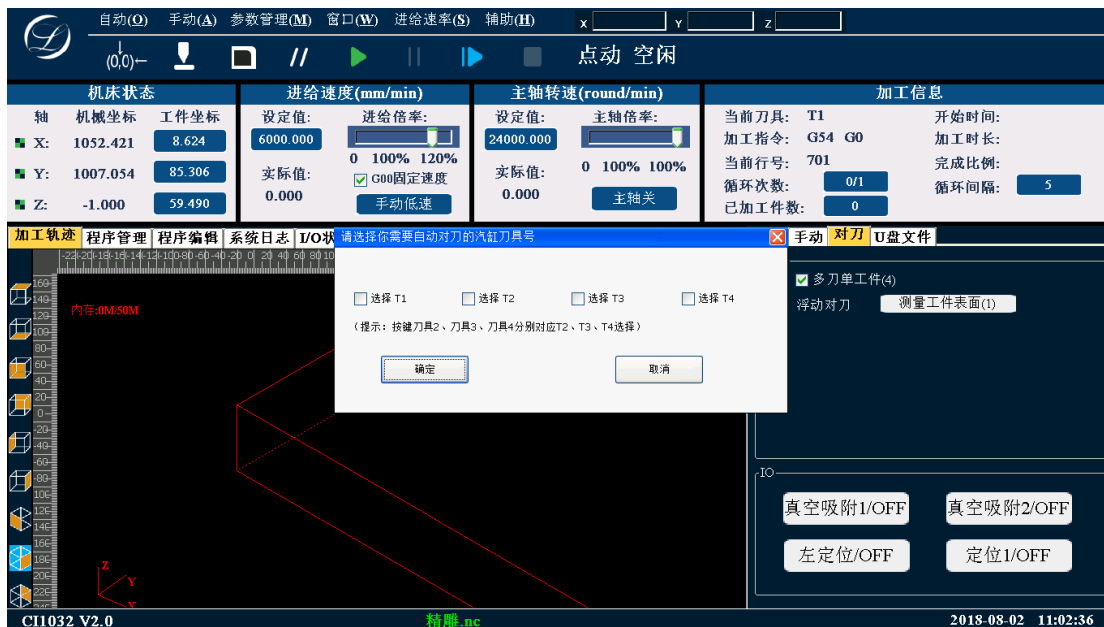 自动(O) 手动(A) 参数管理(M) 窗口(W) 进给速率(S) 辅助(H) X Y Z
(0,0)← // 点动 空闲
机床状态 进给速度(mm/min) 主轴转速(round/min) 加工信息
轴 机械坐标 工件坐标 设定值: 进给倍率: 设定值: 主轴倍率: 当前刀具: T1 开始时间:
X: 1052.421 8.624 6000.000 24000.000 加工指令: G54 G0 加工时长:
0 100% 120% 0 100% 100% 当前行号: 701 完成比例:
Y: 1007.054 85.306 实际值: G00固定速度 实际值: 循环次数: 0/1 循环间隔: 5
Z: -1.000 59.490 0.000 手动低速 0.000 主轴关 已加工件数: 0
加工轨迹 程序管理 程序编辑 系统日志 I/O状 请选择你需要自动对刀的汽缸刀具号 手动 对刀 U盘文件
内存:0M/50M
选择 T1 选择 T2 选择 T3 选择 T4
(提示: 按鍵刀具2、刀具3、刀具4分别对应T2、T3、T4选择)
确定 取消
多刀单工件(4)
浮动对刀 测量工件表面(1)
IO
真空吸附1/OFF 真空吸附2/OFF
左定位/OFF 定位1/OFF
Z
Y
X
CI1032 V2.0 精雕.nc 2018-08-02 11:02:36